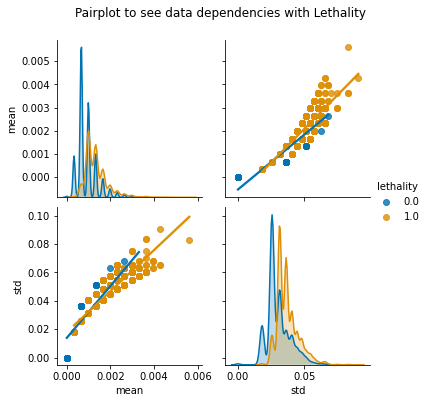 Pairplot to see data dependencies with Lethality
0.005
0.004
0.003
0.002
0.001
0.000
mean
lethality
0.0
1.0
0.10
0.08
0.06
0.04
0.02
0.00
std
0.000 0.002 0.004 0.006
mean
0.00 0.05
std